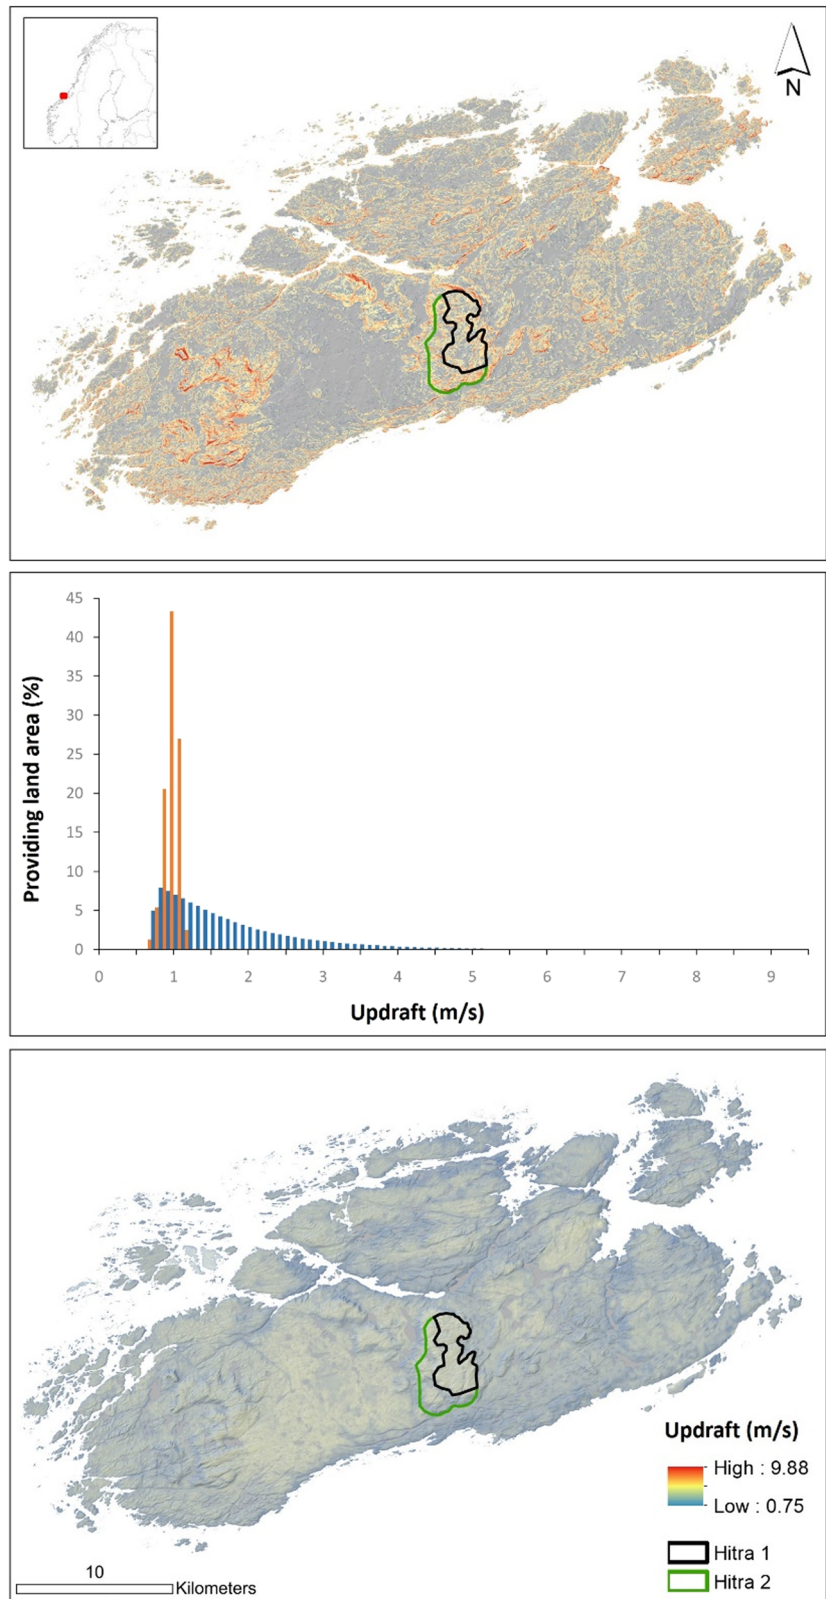 N
45
40
35
30
25
20
15
10
5
0
Providing land area (%)
0 1 2 3 4 5 6 7 8 9
Updraft (m/s)
Updraft (m/s)
High : 9.88
Low : 0.75
Hitra 1
Hitra 2
10
Kilometers